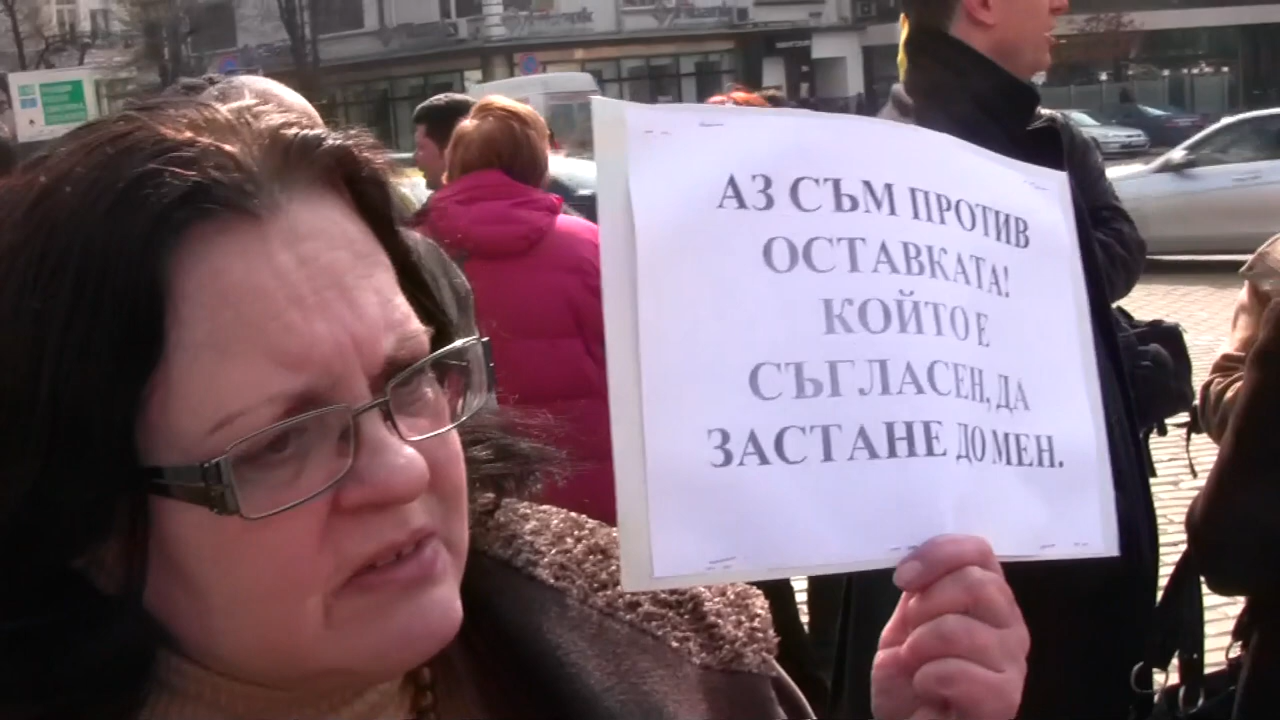 АЗ СЪМ ПРОТИВ
ОСТАВКАТА!
КОЙТО Е
СЪГЛАСЕН, ДА
ЗАСТАНЕ ДО МЕН.